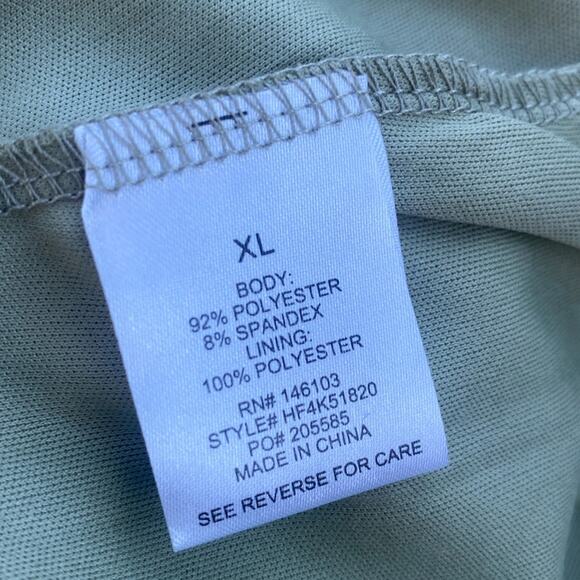 XL
BODY:
92% POLYESTER
8% SPANDEX
LINING:
100% POLYESTER
RN# 146103
STYLE# HF4K51820
PO# 205585
MADE IN CHINA
SEE REVERSE FOR CARE